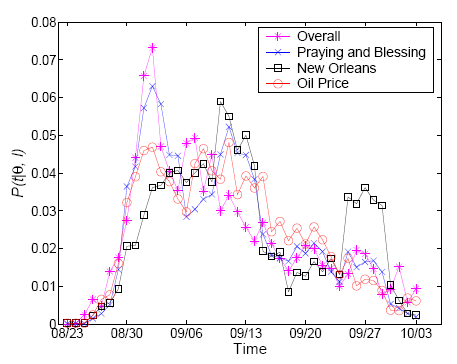 0.08
0.07
0.06
0.05
0.04
0.03
0.02
0.01
0
P(t|θ, l)
Overall
Praying and Blessing
New Orleans
Oil Price
08/23 08/30 09/06 09/13 09/20 09/27 10/03
Time